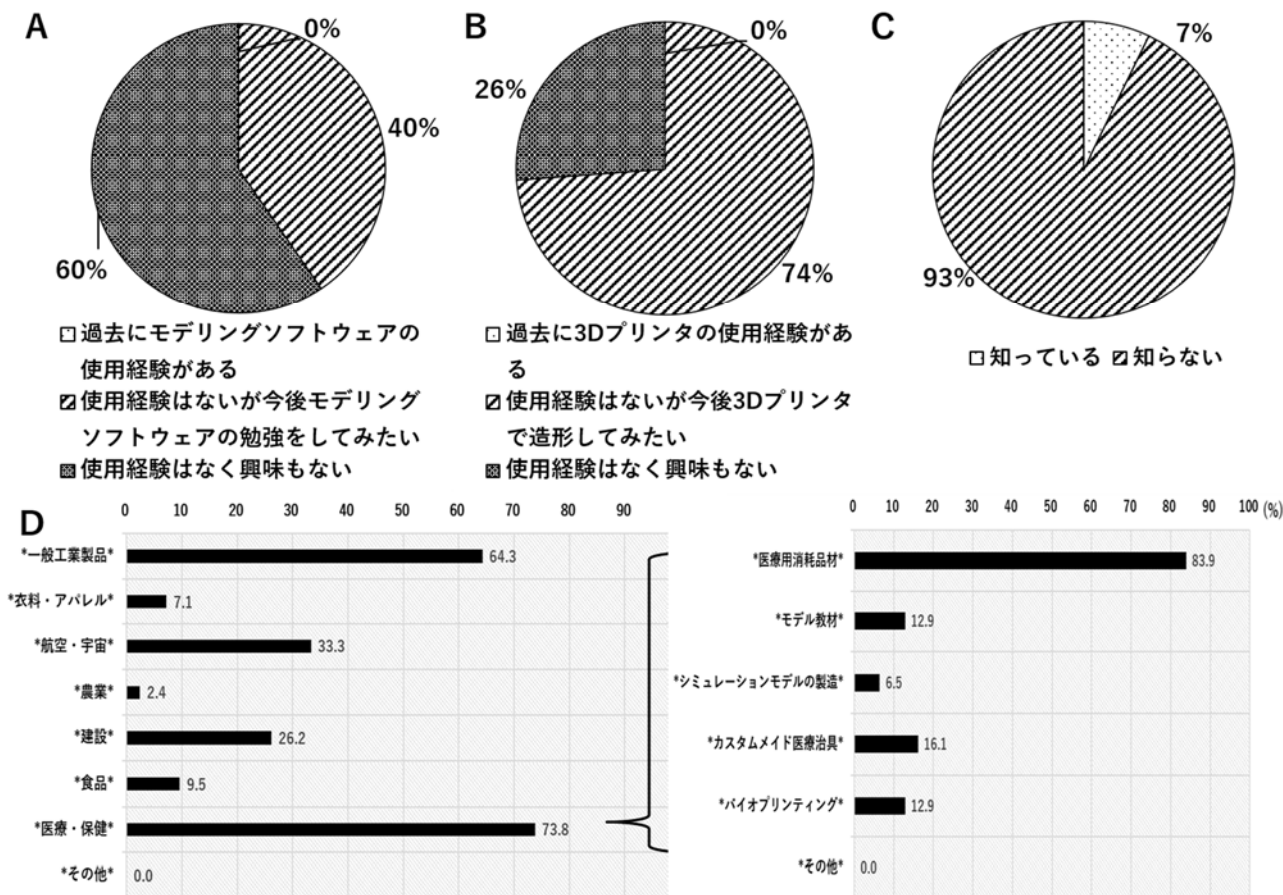 A
0%
40%
60%
□過去にモデリングソフトウェアの
使用経験がある
使用経験はないが今後モデリング
ソフトウェアの勉強をしてみたい
使用経験はなく興味もない
B
0%
26%
74%
□過去に3Dプリンタの使用経験があ
る
使用経験はないが今後3Dプリンタ
で造形してみたい
使用経験はなく興味もない
C
7%
93%
□知っている 知らない
D
0 10 20 30 40 50 60 70 80 90
*一般工業製品* 64.3
*衣料・アパレル* 7.1
*航空・宇宙* 33.3
*農業* 2.4
*建設* 26.2
*食品* 9.5
*医療・保健* 73.8
*その他* 0.0
0 10 20 30 40 50 60 70 80 90 100 (%)
*医療用消耗品材* 83.9
*モデル教材* 12.9
*シミュレーションモデルの製造* 6.5
*カスタムメイド医療治具* 16.1
*バイオプリンティング* 12.9
*その他* 0.0